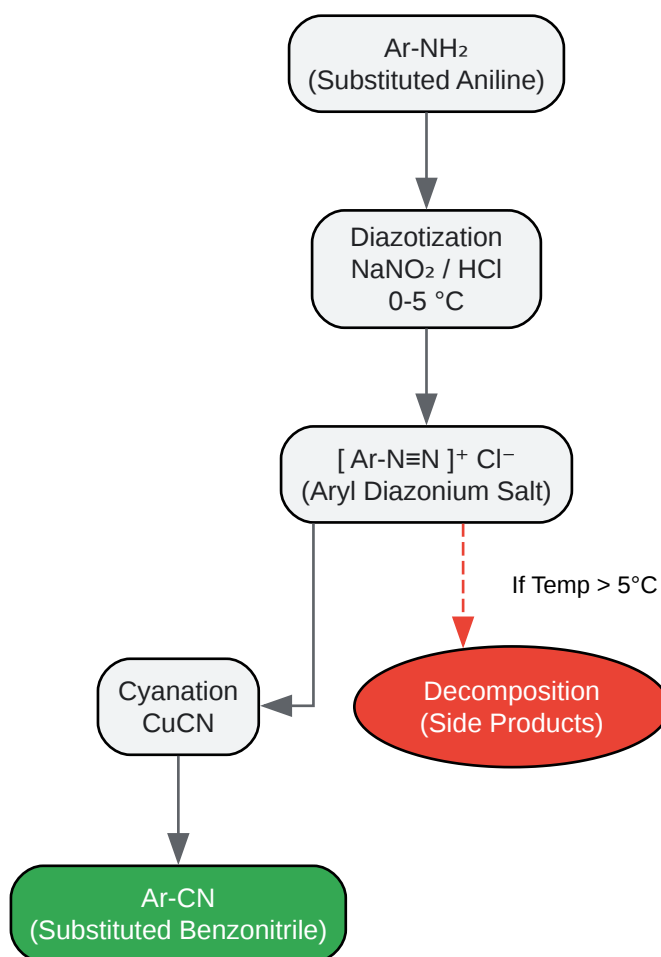 Ar-NH₂
(Substituted Aniline)
Diazotization
NaNO₂ / HCl
0-5 °C
[ Ar-N≡N ]⁺ Cl⁻
(Aryl Diazonium Salt)
If Temp > 5°C
Cyanation
CuCN
Decomposition
(Side Products)
Ar-CN
(Substituted Benzonitrile)